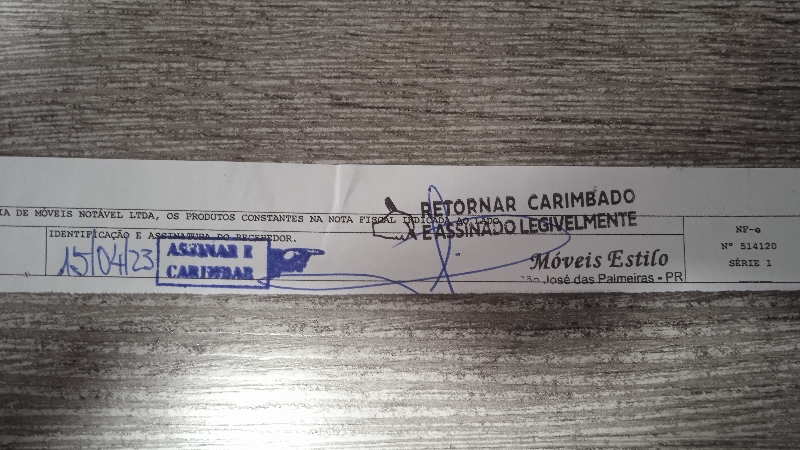 IA DE MÓVEIS NOTÁVEL LTDA, OS PRODUTOS CONSTANTES NA NOTA FISCAL INDICADA AO LADO
RETORNAR CARIMBADO
E ASSINADO LEGIVELMENTE
IDENTIFICAÇÃO E ASSINATURA DO RECEBEDOR.
15/04/23
ASSINAR E
CARIMBAR
Móveis Estilo
São José das Palmeiras - PR
NF-e
Nº 514120
SÉRIE 1